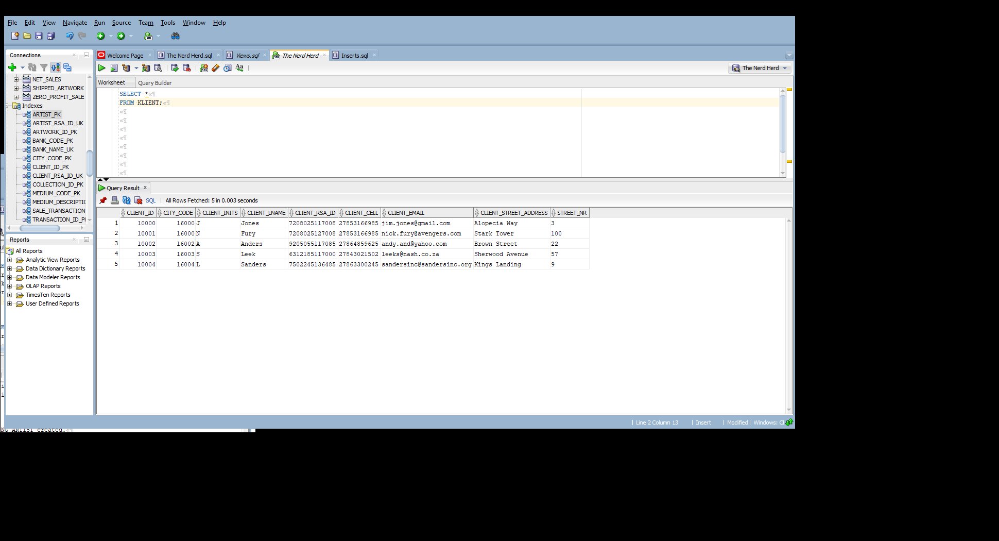 File Edit View Navigate Run Source Team Tools Window Help
Connections
Welcome Page The Nerd Herd.sql Views.sql The Nerd Herd Inserts.sql
The Nerd Herd
Worksheet Query Builder
NET_SALES
SHIPPED_ARTWORK
ZERO_PROFIT_SALE
Indexes
ARTIST_PK
ARTIST_RSA_ID_UK
ARTWORK_ID_PK
BANK_CODE_PK
BANK_NAME_UK
CITY_CODE_PK
CLIENT_ID_PK
CLIENT_RSA_ID_UK
COLLECTION_ID_PK
MEDIUM_CODE_PK
MEDIUM_DESCRIPTIO
SALE_TRANSACTION
TRANSACTION_ID_P
SELECT *
FROM KLIENT;
Query Result
SQL | All Rows Fetched: 5 in 0.003 seconds
CLIENT_ID CITY_CODE CLIENT_INITS CLIENT_LNAME CLIENT_RSA_ID CLIENT_CELL CLIENT_EMAIL CLIENT_STREET_ADDRESS STREET_NR
1 10000 16000 J Jones 7208025117008 27853166985 jim.jones@gmail.com Alopecia Way 3
2 10001 16000 N Fury 7208025127008 27853166985 nick.fury@avengers.com Stark Tower 100
3 10002 16002 A Anders 9205055117085 27864859625 andy.and@yahoo.com Brown Street 22
4 10003 16003 S Leek 6312185117000 27843021502 leeks@nash.co.za Sherwood Avenue 57
5 10004 16004 L Sanders 7502245136485 27863300245 sandersinc@sandersinc.org Kings Landing 9
Reports
All Reports
Analytic View Reports
Data Dictionary Reports
Data Modeler Reports
OLAP Reports
TimesTen Reports
User Defined Reports
| Line 2 Column 13 | Insert | Modified | Windows: CF
NG ARTIST created.